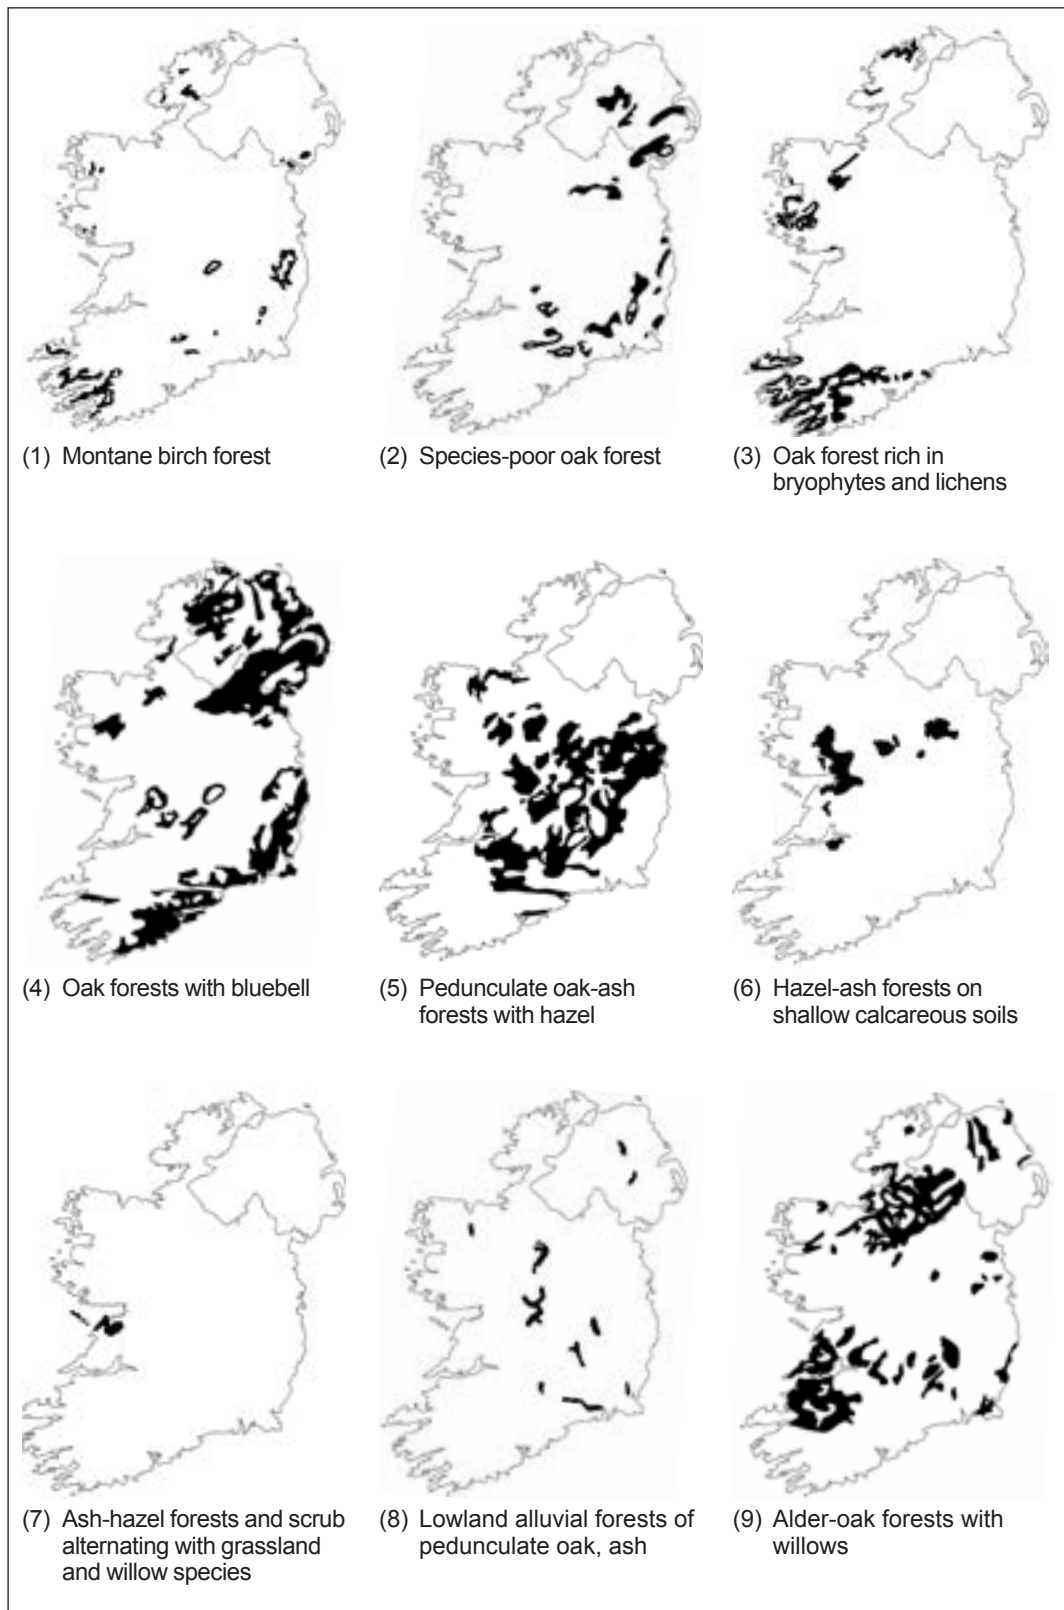 (1) Montane birch forest
(2) Species-poor oak forest
(3) Oak forest rich in
bryophytes and lichens
(4) Oak forests with bluebell
(5) Pedunculate oak-ash
forests with hazel
(6) Hazel-ash forests on
shallow calcareous soils
(7) Ash-hazel forests and scrub
alternating with grassland
and willow species
(8) Lowland alluvial forests of
pedunculate oak, ash
(9) Alder-oak forests with
willows